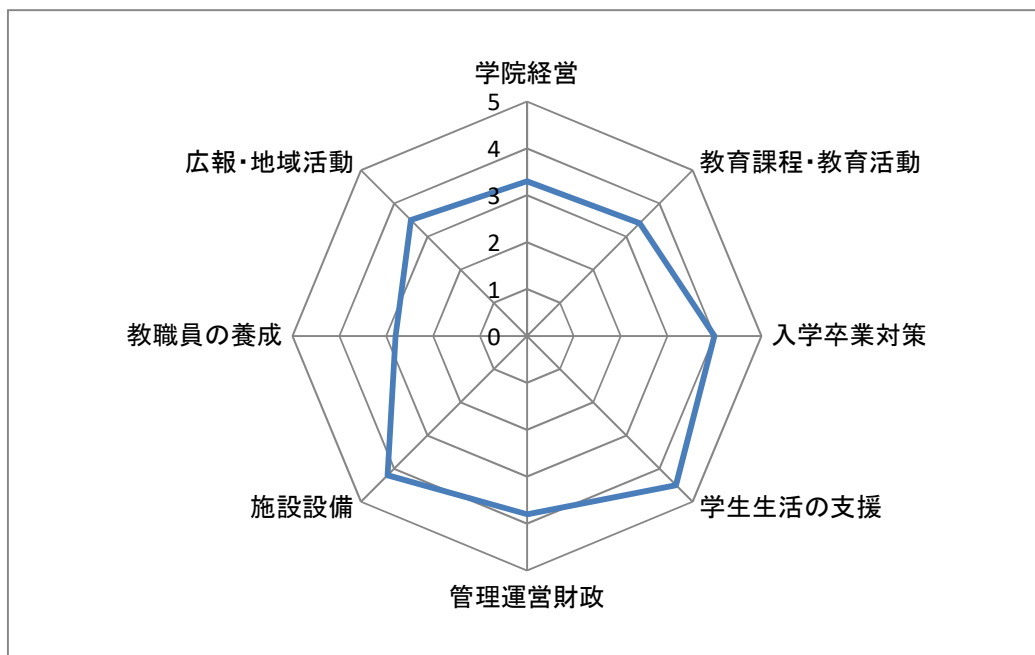 学院経営
5
広報・地域活動
4
教育課程・教育活動
3
2
1
教職員の養成
0
入学卒業対策
施設設備
学生生活の支援
管理運営財政